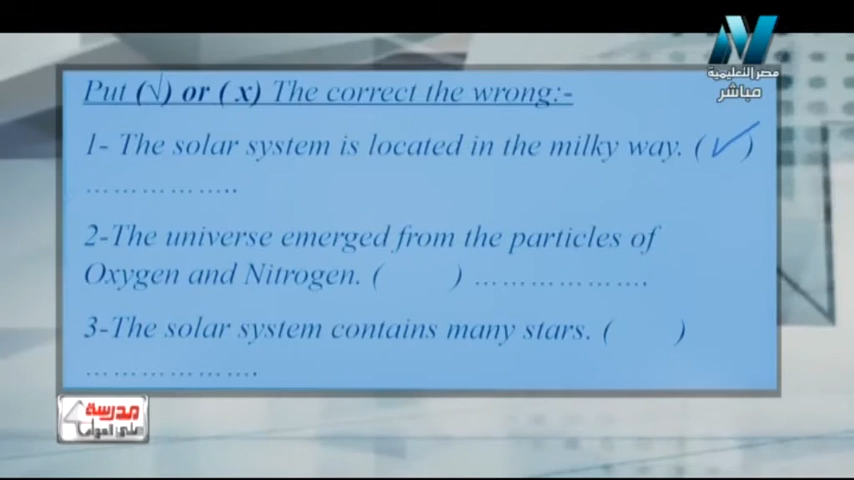 مصر التعليمية
مباشر
Put (√) or (x) The correct the wrong:-
1- The solar system is located in the milky way. (✓)
……………..
2-The universe emerged from the particles of
Oxygen and Nitrogen. ( ) ……………….
3-The solar system contains many stars. ( )
……………….
مدرسة
على الهواء